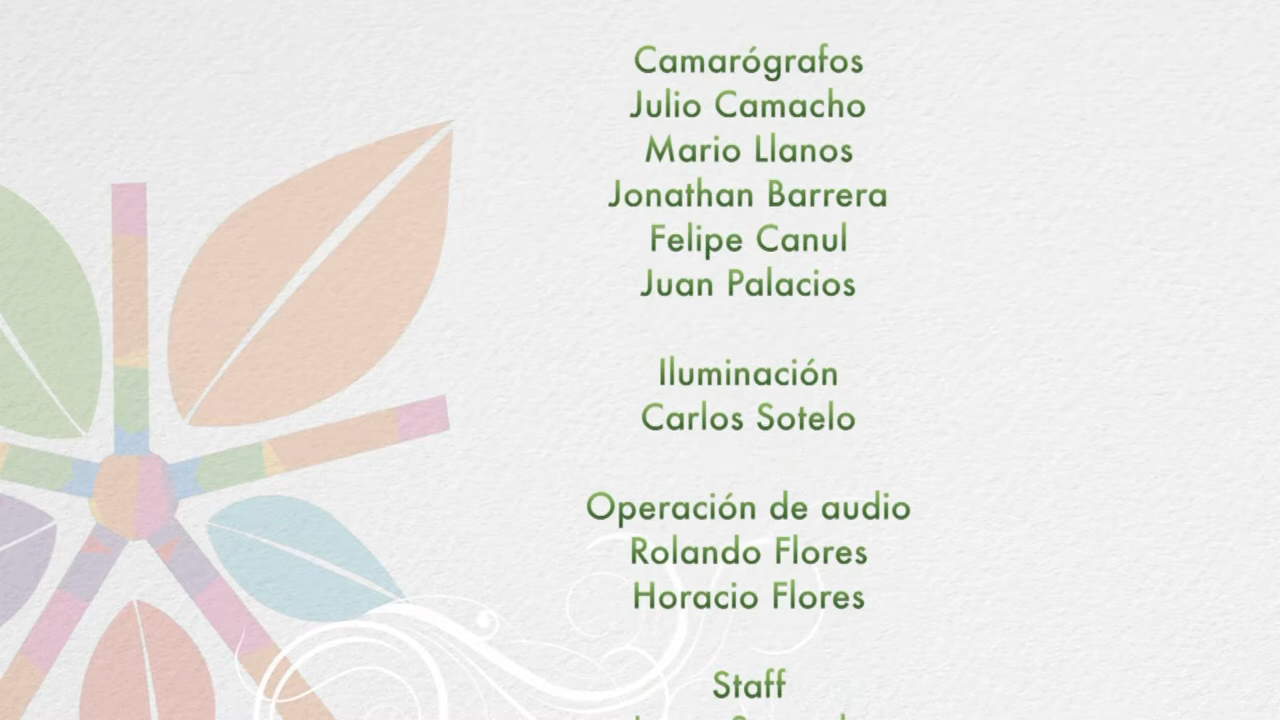 Camarógrafos
Julio Camacho
Mario Llanos
Jonathan Barrera
Felipe Canul
Juan Palacios
Iluminación
Carlos Sotelo
Operación de audio
Rolando Flores
Horacio Flores
Staff